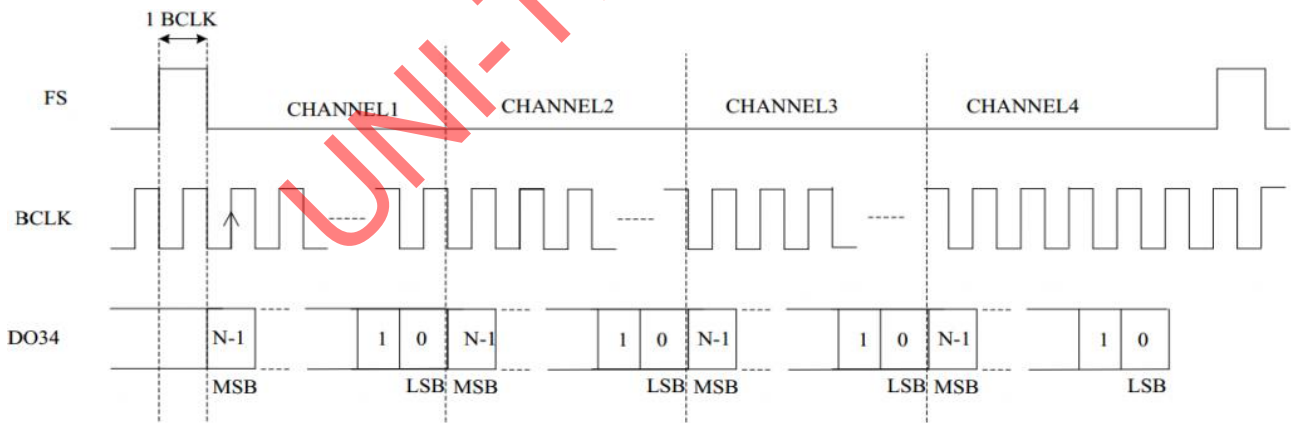 1 BCLK
FS
CHANNEL1 CHANNEL2 CHANNEL3 CHANNEL4
BCLK
DO34
N-1 1 0 N-1 1 0 N-1 1 0 N-1 1 0
MSB LSB MSB LSB MSB LSB MSB LSB